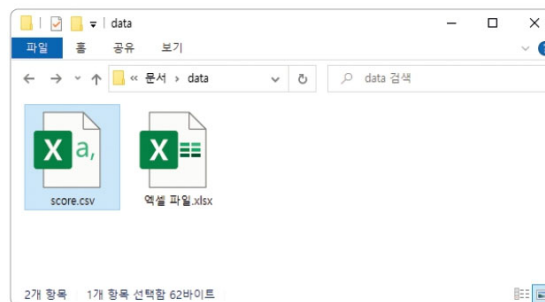 data
파일 홈 공유 보기
« 문서 › data
data 검색
X a,
X
score.csv
엑셀 파일.xlsx
2개 항목 1개 항목 선택함 62바이트